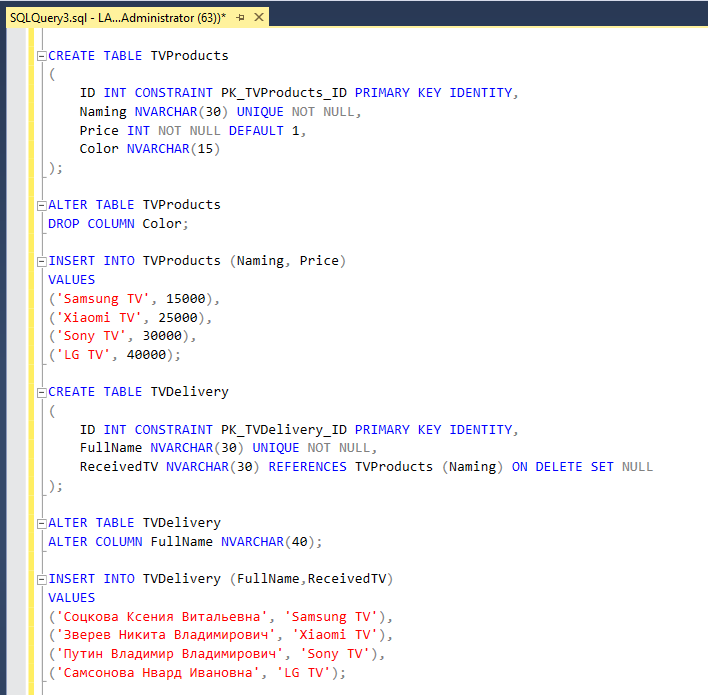 SQLQuery3.sql - LA...Administrator (63))*
CREATE TABLE TVProducts
(
ID INT CONSTRAINT PK_TVProducts_ID PRIMARY KEY IDENTITY,
Naming NVARCHAR(30) UNIQUE NOT NULL,
Price INT NOT NULL DEFAULT 1,
Color NVARCHAR(15)
);
ALTER TABLE TVProducts
DROP COLUMN Color;
INSERT INTO TVProducts (Naming, Price)
VALUES
('Samsung TV', 15000),
('Xiaomi TV', 25000),
('Sony TV', 30000),
('LG TV', 40000);
CREATE TABLE TVDelivery
(
ID INT CONSTRAINT PK_TVDelivery_ID PRIMARY KEY IDENTITY,
FullName NVARCHAR(30) UNIQUE NOT NULL,
ReceivedTV NVARCHAR(30) REFERENCES TVProducts (Naming) ON DELETE SET NULL
);
ALTER TABLE TVDelivery
ALTER COLUMN FullName NVARCHAR(40);
INSERT INTO TVDelivery (FullName,ReceivedTV)
VALUES
('Соцкова Ксения Витальевна', 'Samsung TV'),
('Зверев Никита Владимирович', 'Xiaomi TV'),
('Путин Владимир Владимирович', 'Sony TV'),
('Самсонова Нвард Ивановна', 'LG TV');